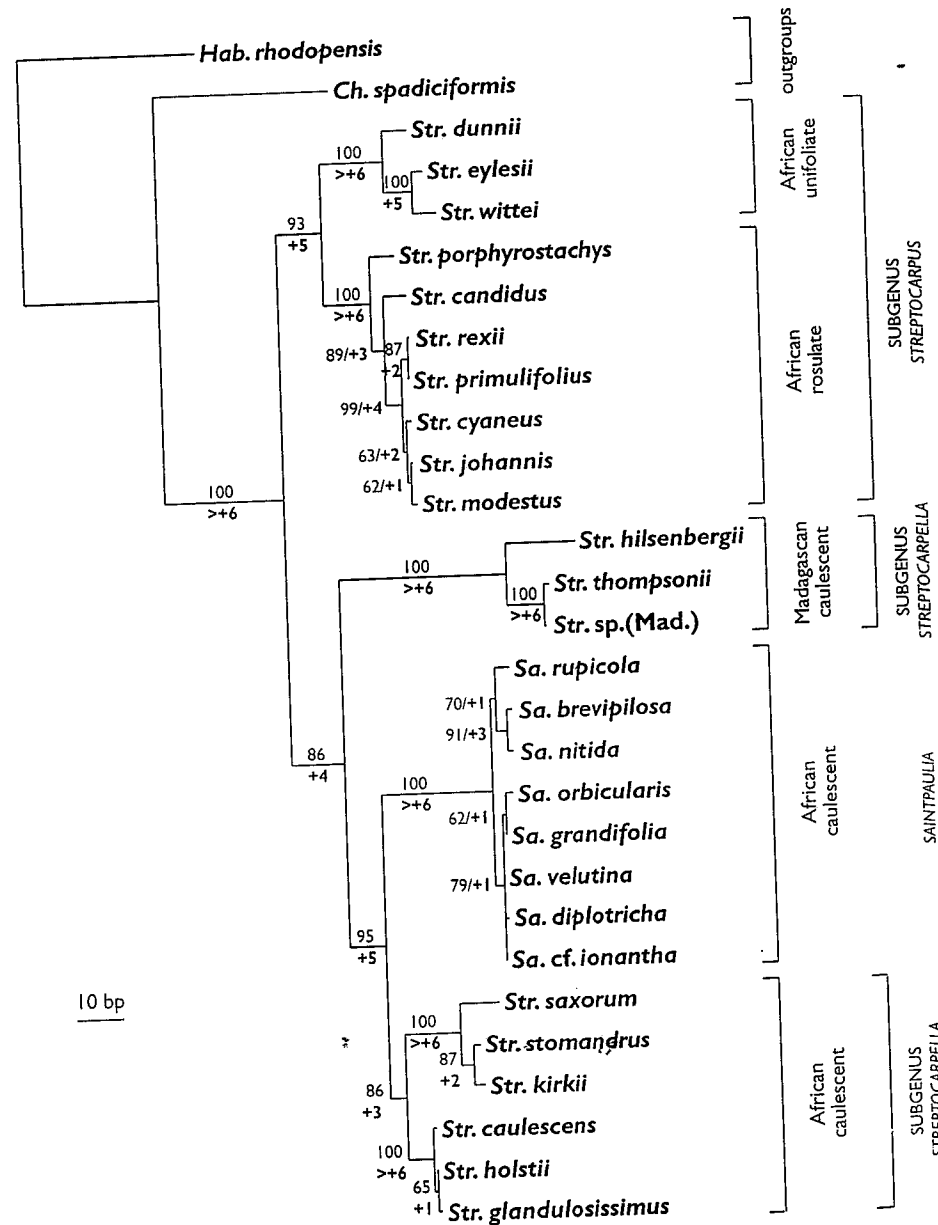 Hab. rhodopensis
Ch. spadiciformis
outgroups
Str. dunnii
100
>+6
Str. eylesii
100
+5
Str. wittei
African
unifoliate
93
+5
Str. porphyrostachys
100
>+6
Str. candidus
Str. rexii
89/+3
87
+2
Str. primulifolius
99/+4
Str. cyaneus
63/+2
Str. johannis
62/+1
Str. modestus
African
rosulate
SUBGENUS
STREPTOCARPUS
100
>+6
Str. hilsenbergii
100
>+6
Str. thompsonii
100
>+6
Str. sp.(Mad.)
Madagascan
caulescent
SUBGENUS
STREPTOCARPELLA
Sa. rupicola
70/+1
Sa. brevipilosa
91/+3
Sa. nitida
86
+4
100
>+6
Sa. orbicularis
62/+1
Sa. grandifolia
Sa. velutina
79/+1
Sa. diplotricha
Sa. cf. ionantha
African
caulescent
SAINTPAULIA
95
+5
10 bp
Str. saxorum
100
>+6
Str. stomandrus
87
+2
Str. kirkii
86
+3
Str. caulescens
100
>+6
Str. holstii
65
+1
Str. glandulosissimus
African
caulescent
SUBGENUS
STREPTOCARPELLA